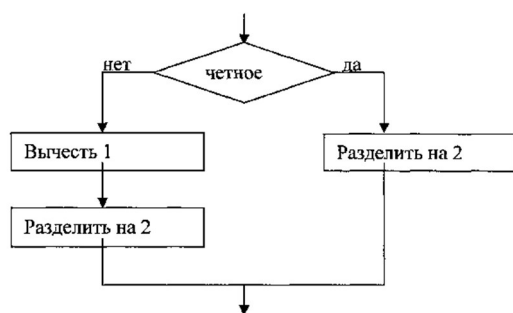 нет
четное
да
Вычесть 1
Разделить на 2
Разделить на 2